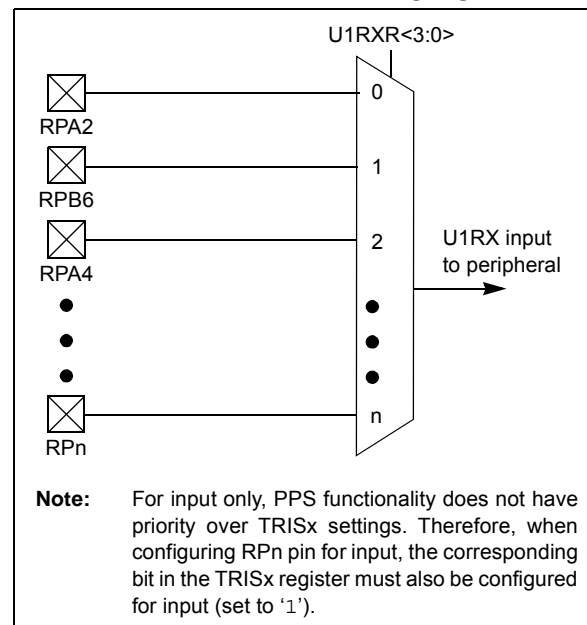 U1RXR<3:0>
RPA2
0
RPB6
1
RPA4
2
U1RX input
to peripheral
RPn
n
Note: For input only, PPS functionality does not have
priority over TRISx settings. Therefore, when
configuring RPn pin for input, the corresponding
bit in the TRISx register must also be configured
for input (set to ‘1’).